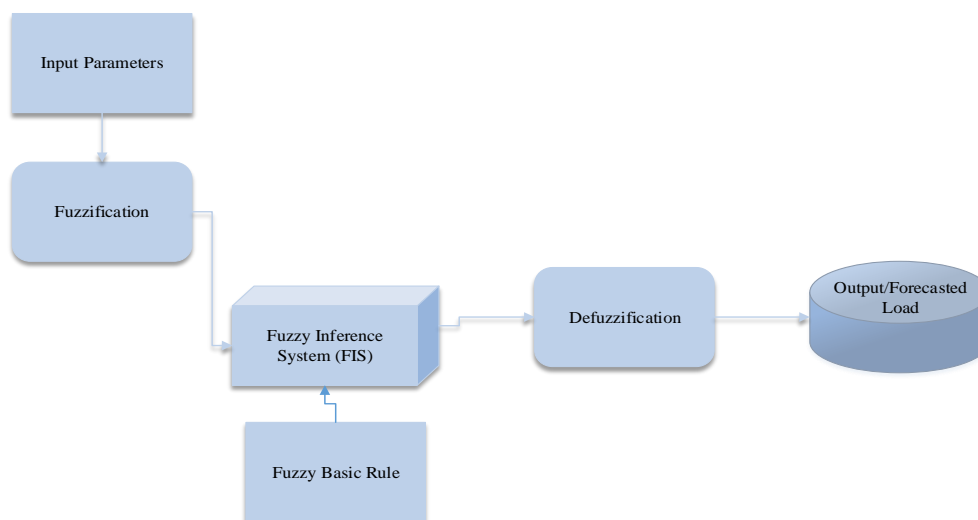 Input Parameters
Fuzzification
Fuzzy Inference
System (FIS)
Fuzzy Basic Rule
Defuzzification
Output/Forecasted
Load